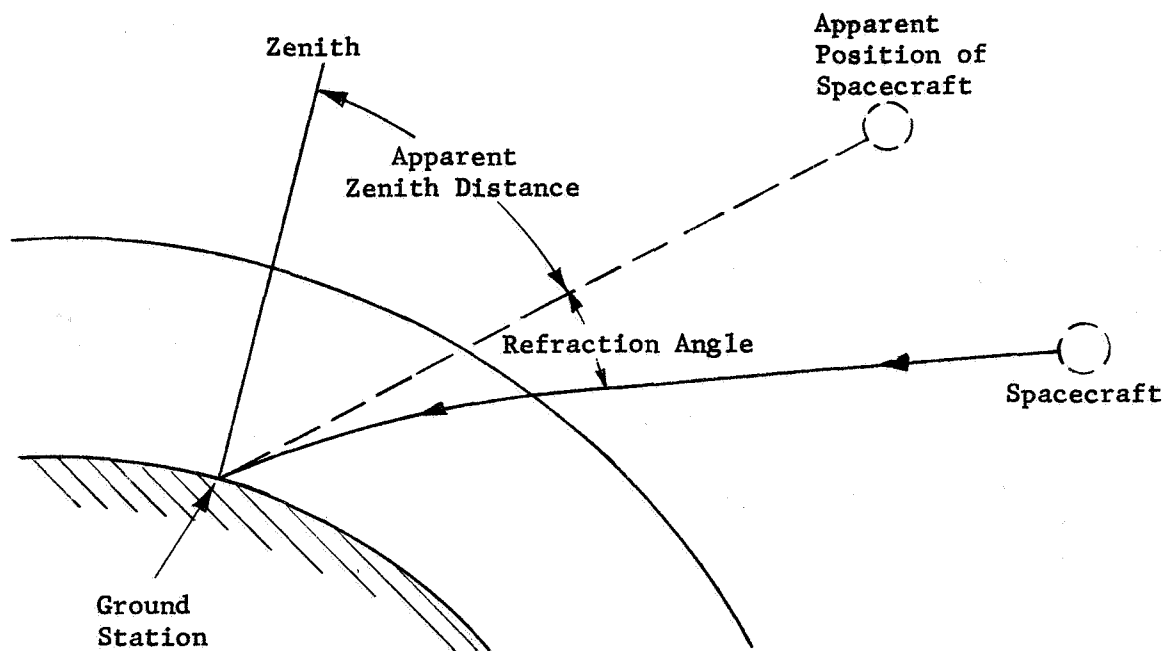 Zenith
Apparent
Position of
Spacecraft
Apparent
Zenith Distance
Refraction Angle
Spacecraft
Ground
Station